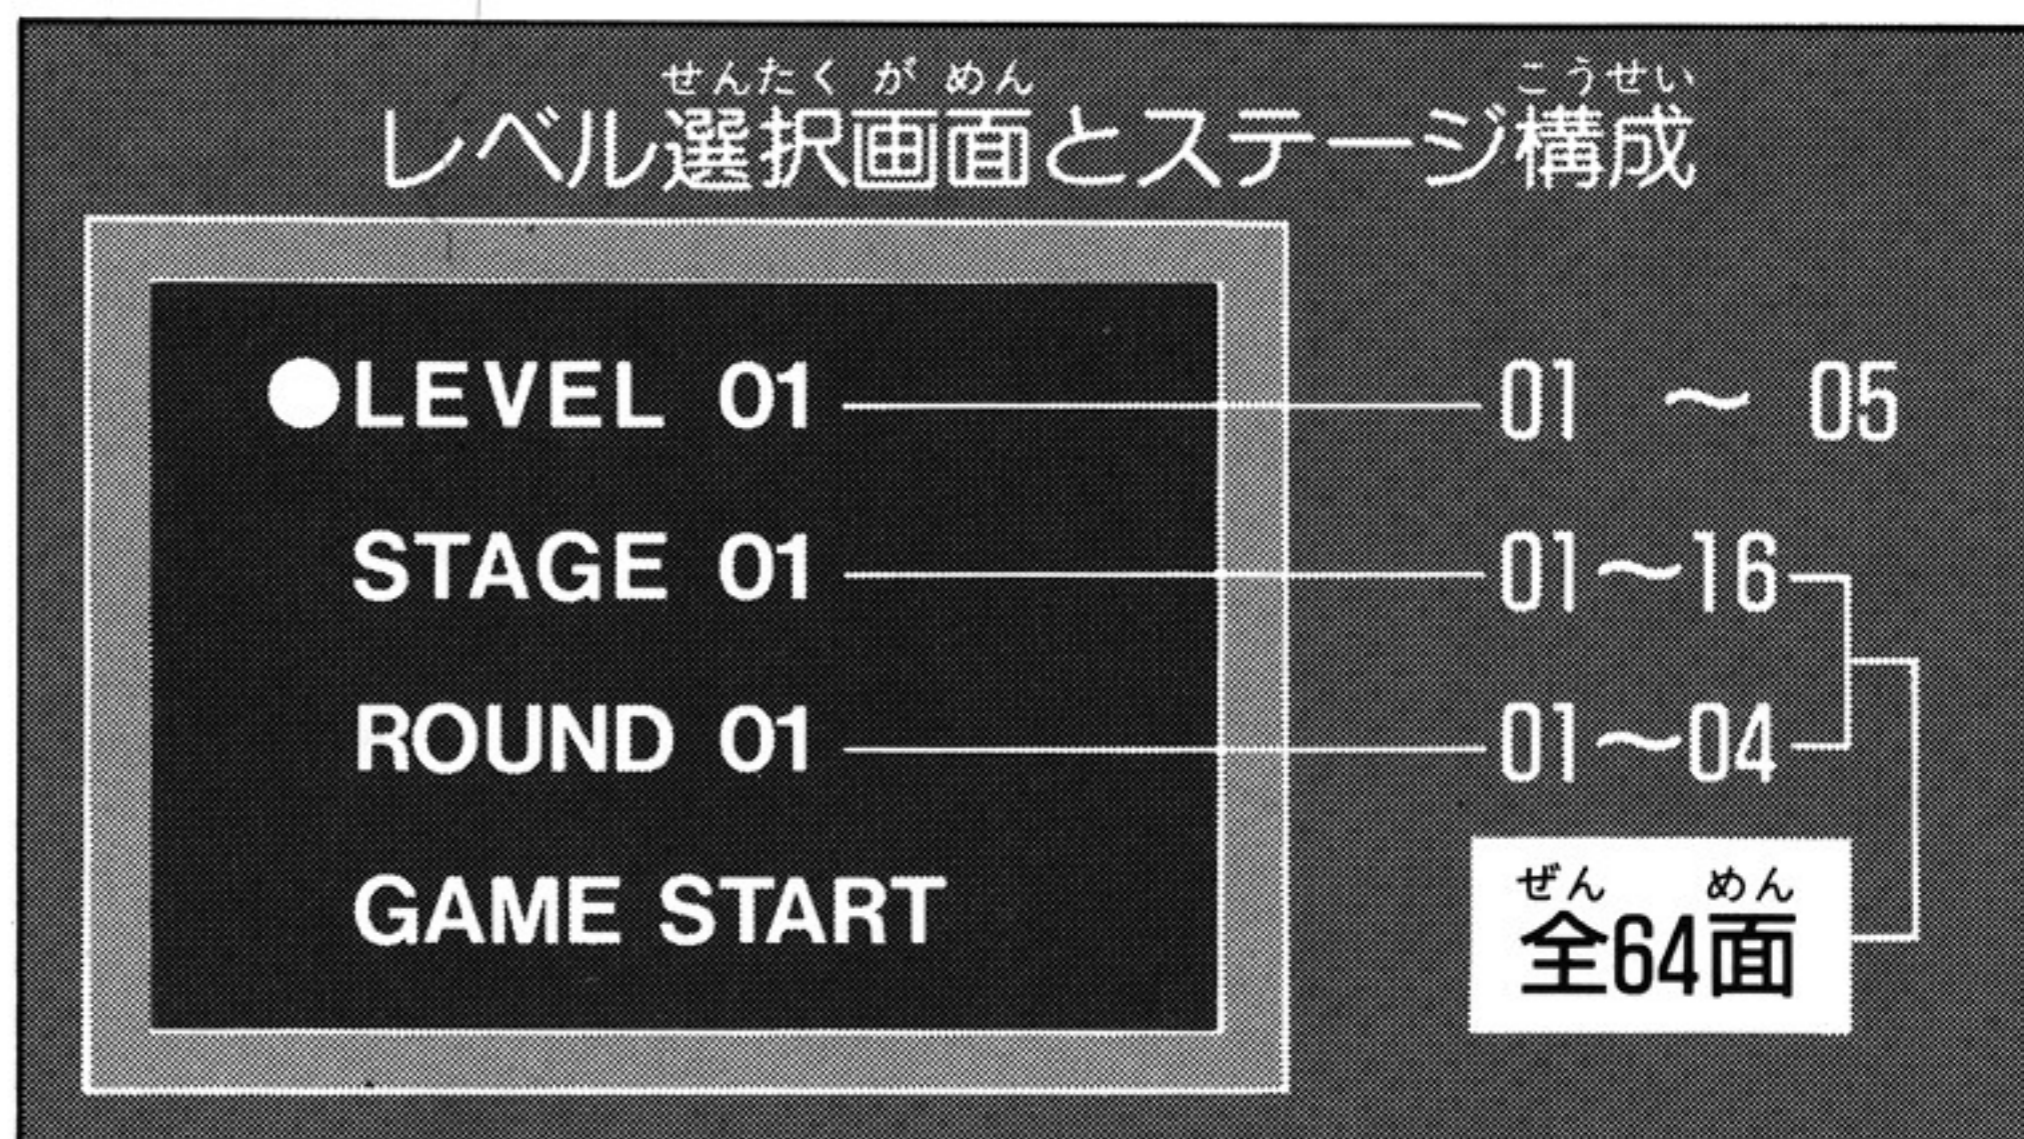 せんたく が めん こうせい
レベル選択画面とステージ構成
●LEVEL 01 01 ～ 05
STAGE 01 01～16
ROUND 01 01～04
GAME START
ぜん めん
全64面